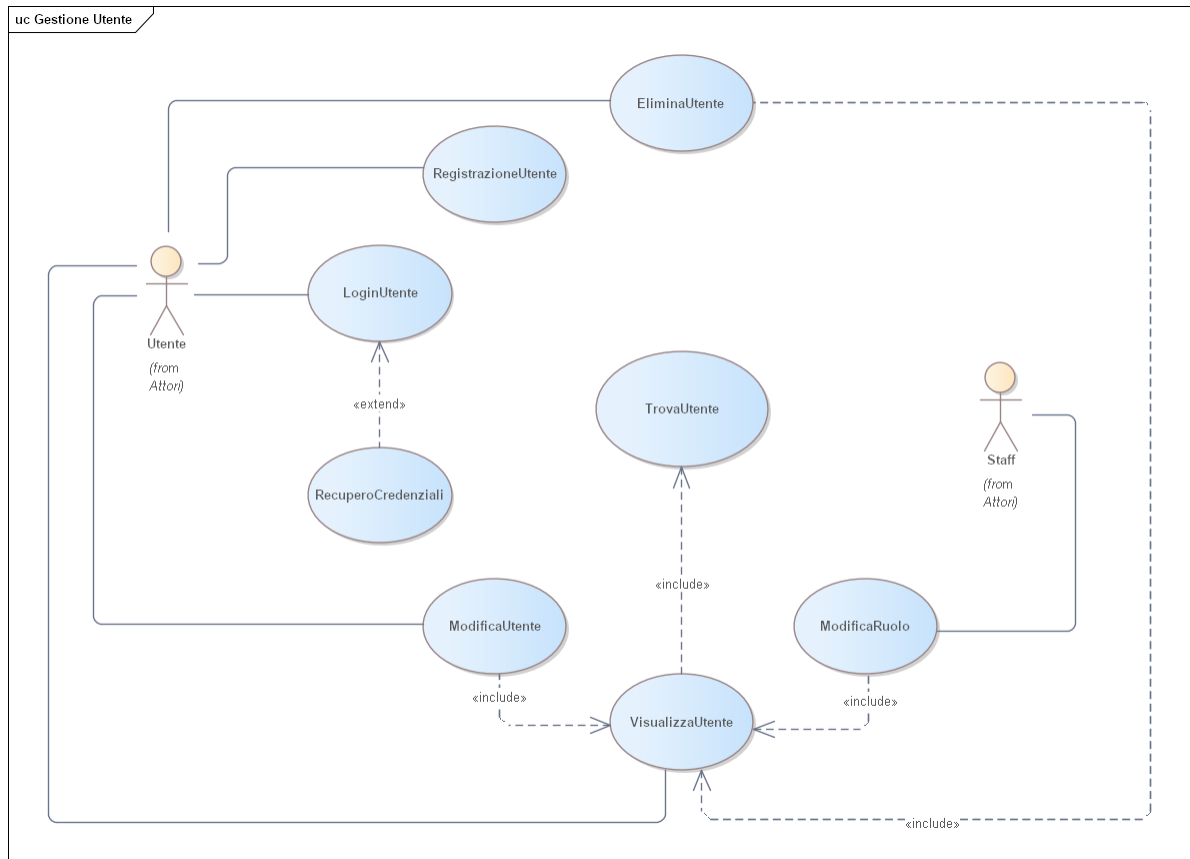 uc Gestione Utente
EliminaUtente
RegistrazioneUtente
LoginUtente
Utente
(from
Attori)
«extend»
TrovaUtente
Staff
(from
Attori)
RecuperoCredenziali
«include»
ModificaUtente
ModificaRuolo
«include»
«include»
VisualizzaUtente
«include»